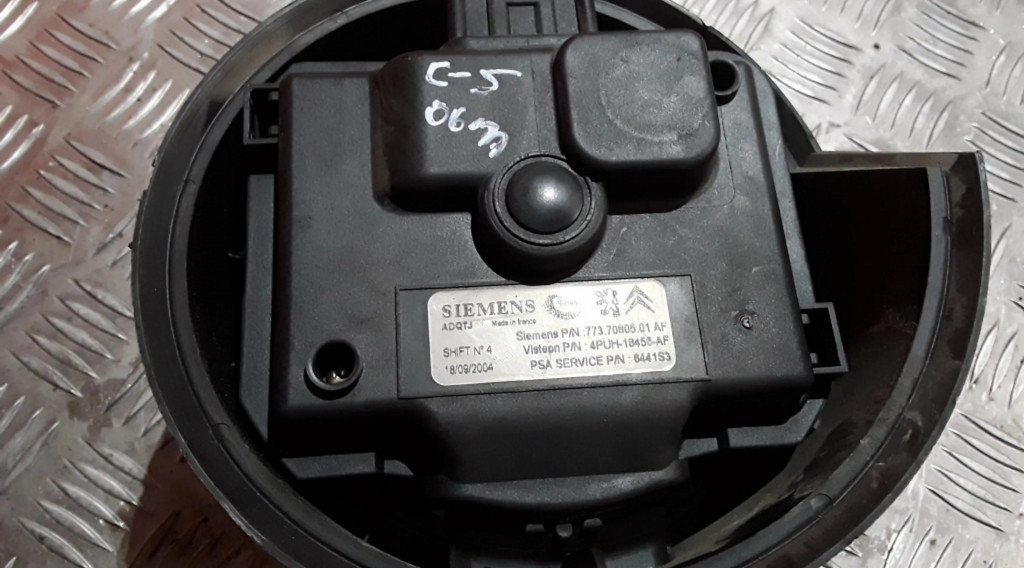 C-5
06m
SIEMENS
ADQTJ
Made in france
Siemens P/N :773.70805.01 AF
SHIFT N° 4
Visteon P/N : 4PUH-18456-AF
18/09/2004
PSA SERVICE P/N : 6441S3